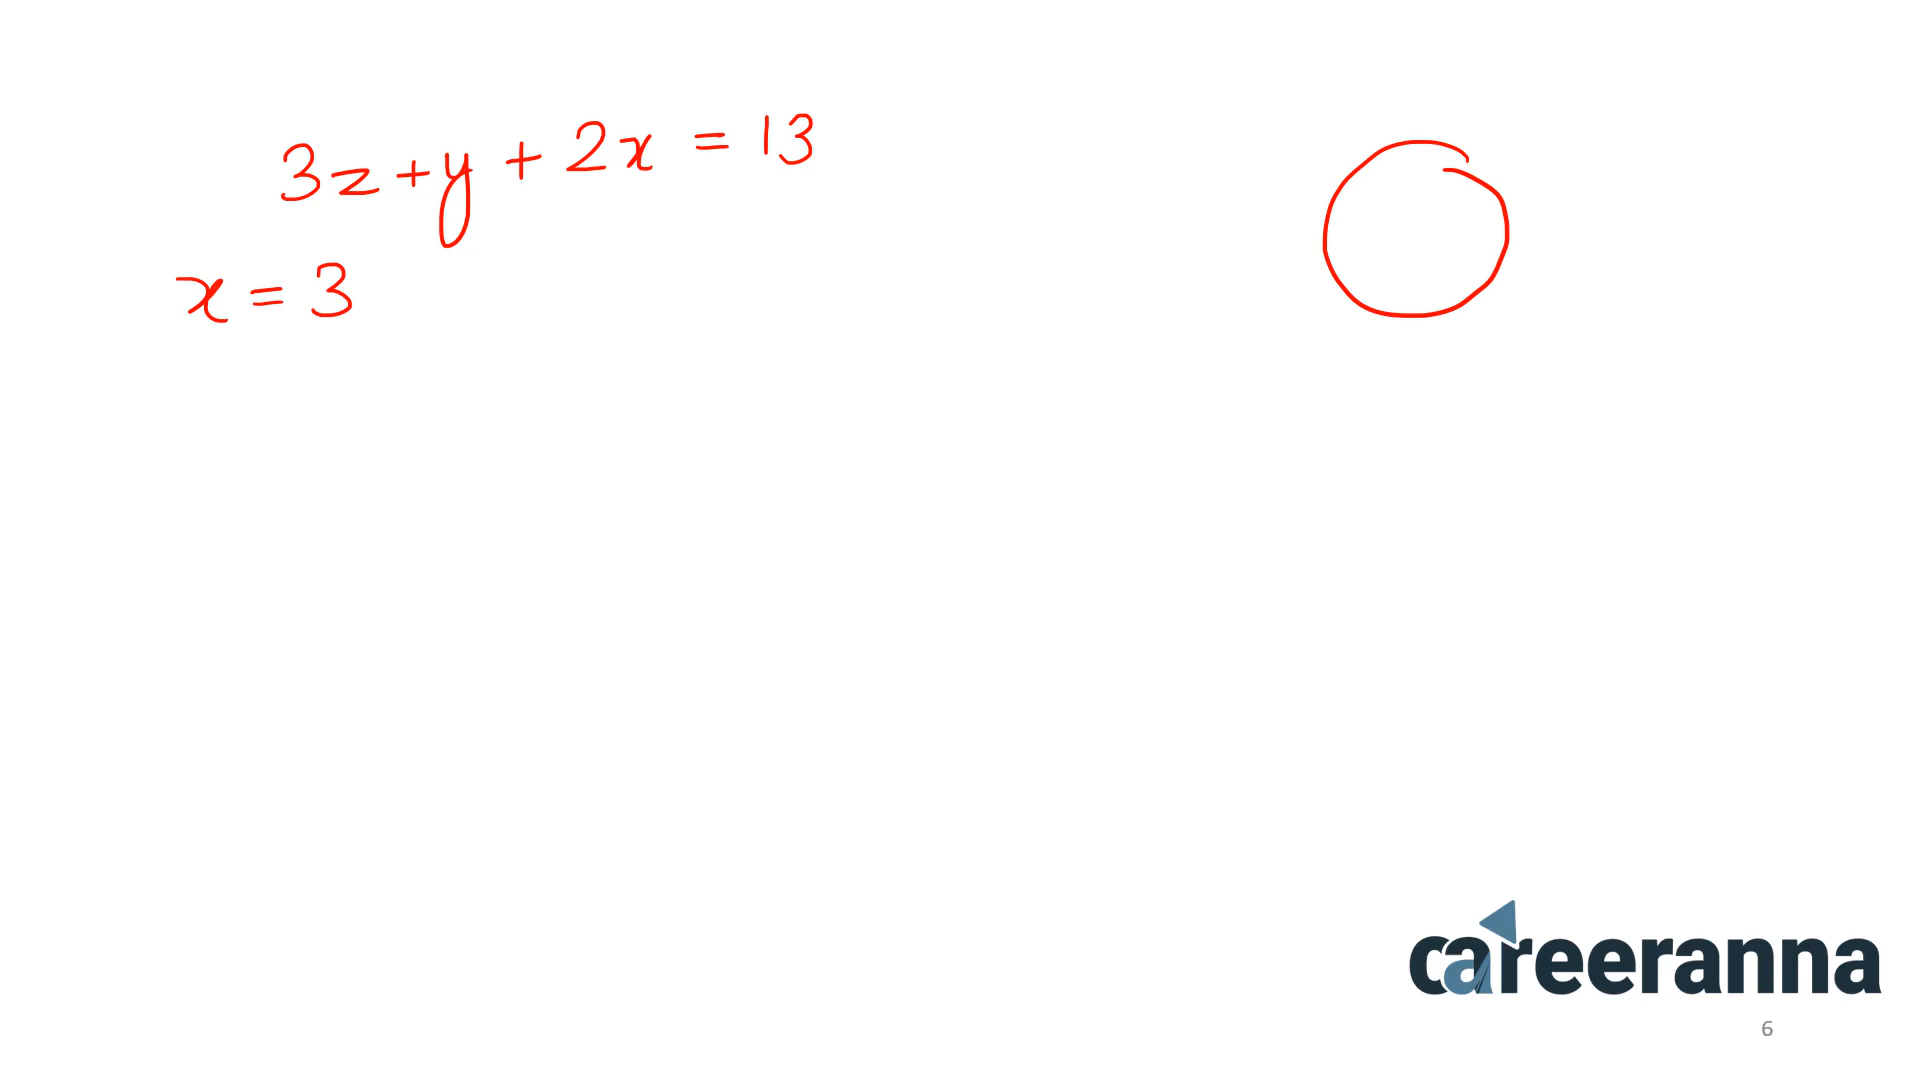 3z + y + 2x = 13
x = 3
careeranna
6